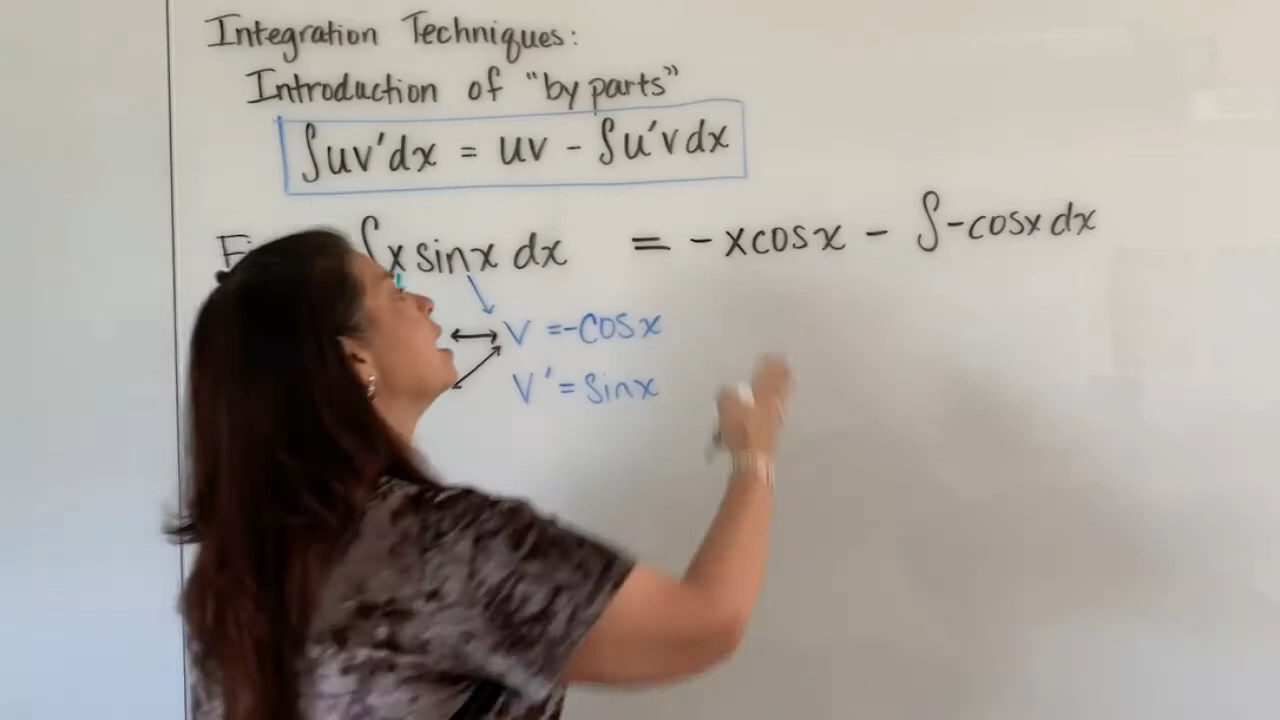 Integration Techniques:
Introduction of "by parts"
∫uv'dx = uv - ∫u'vdx
∫x sinx dx = -xcosx - ∫-cosx dx
v = -cosx
v' = sinx